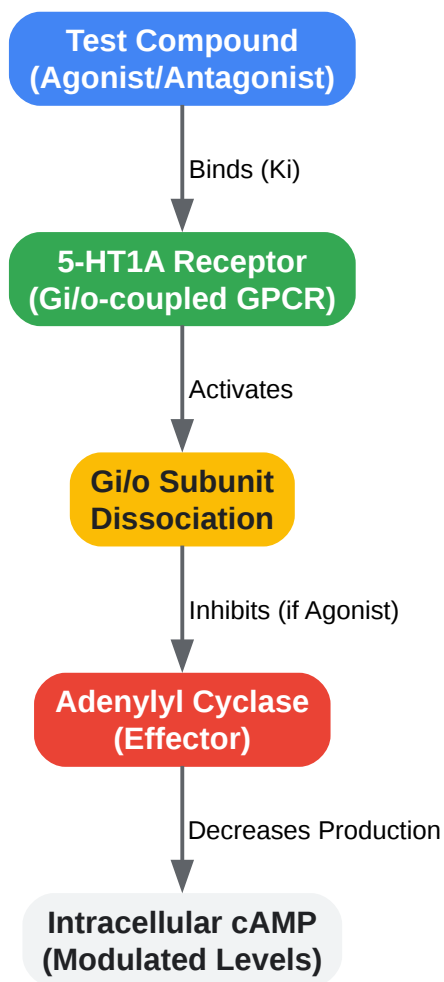 Test Compound
(Agonist/Antagonist)
Binds (Ki)
5-HT1A Receptor
(Gi/o-coupled GPCR)
Activates
Gi/o Subunit
Dissociation
Inhibits (if Agonist)
Adenylyl Cyclase
(Effector)
Decreases Production
Intracellular cAMP
(Modulated Levels)